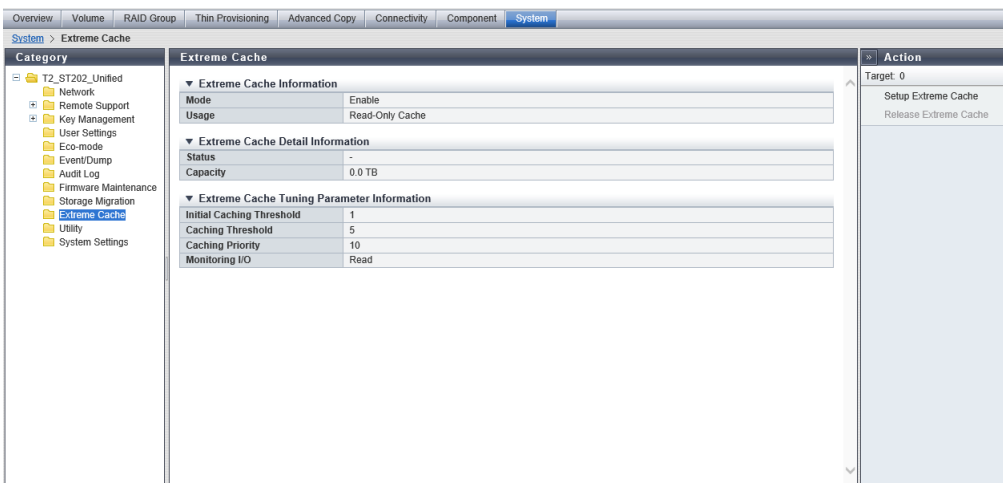 Overview Volume RAID Group Thin Provisioning Advanced Copy Connectivity Component System
System > Extreme Cache
Category
T2_ST202_Unified
Network
Remote Support
Key Management
User Settings
Eco-mode
Event/Dump
Audit Log
Firmware Maintenance
Storage Migration
Extreme Cache
Utility
System Settings
Extreme Cache
▼ Extreme Cache Information
Mode Enable
Usage Read-Only Cache
▼ Extreme Cache Detail Information
Status -
Capacity 0.0 TB
▼ Extreme Cache Tuning Parameter Information
Initial Caching Threshold 1
Caching Threshold 5
Caching Priority 10
Monitoring I/O Read
» Action
Target: 0
Setup Extreme Cache
Release Extreme Cache